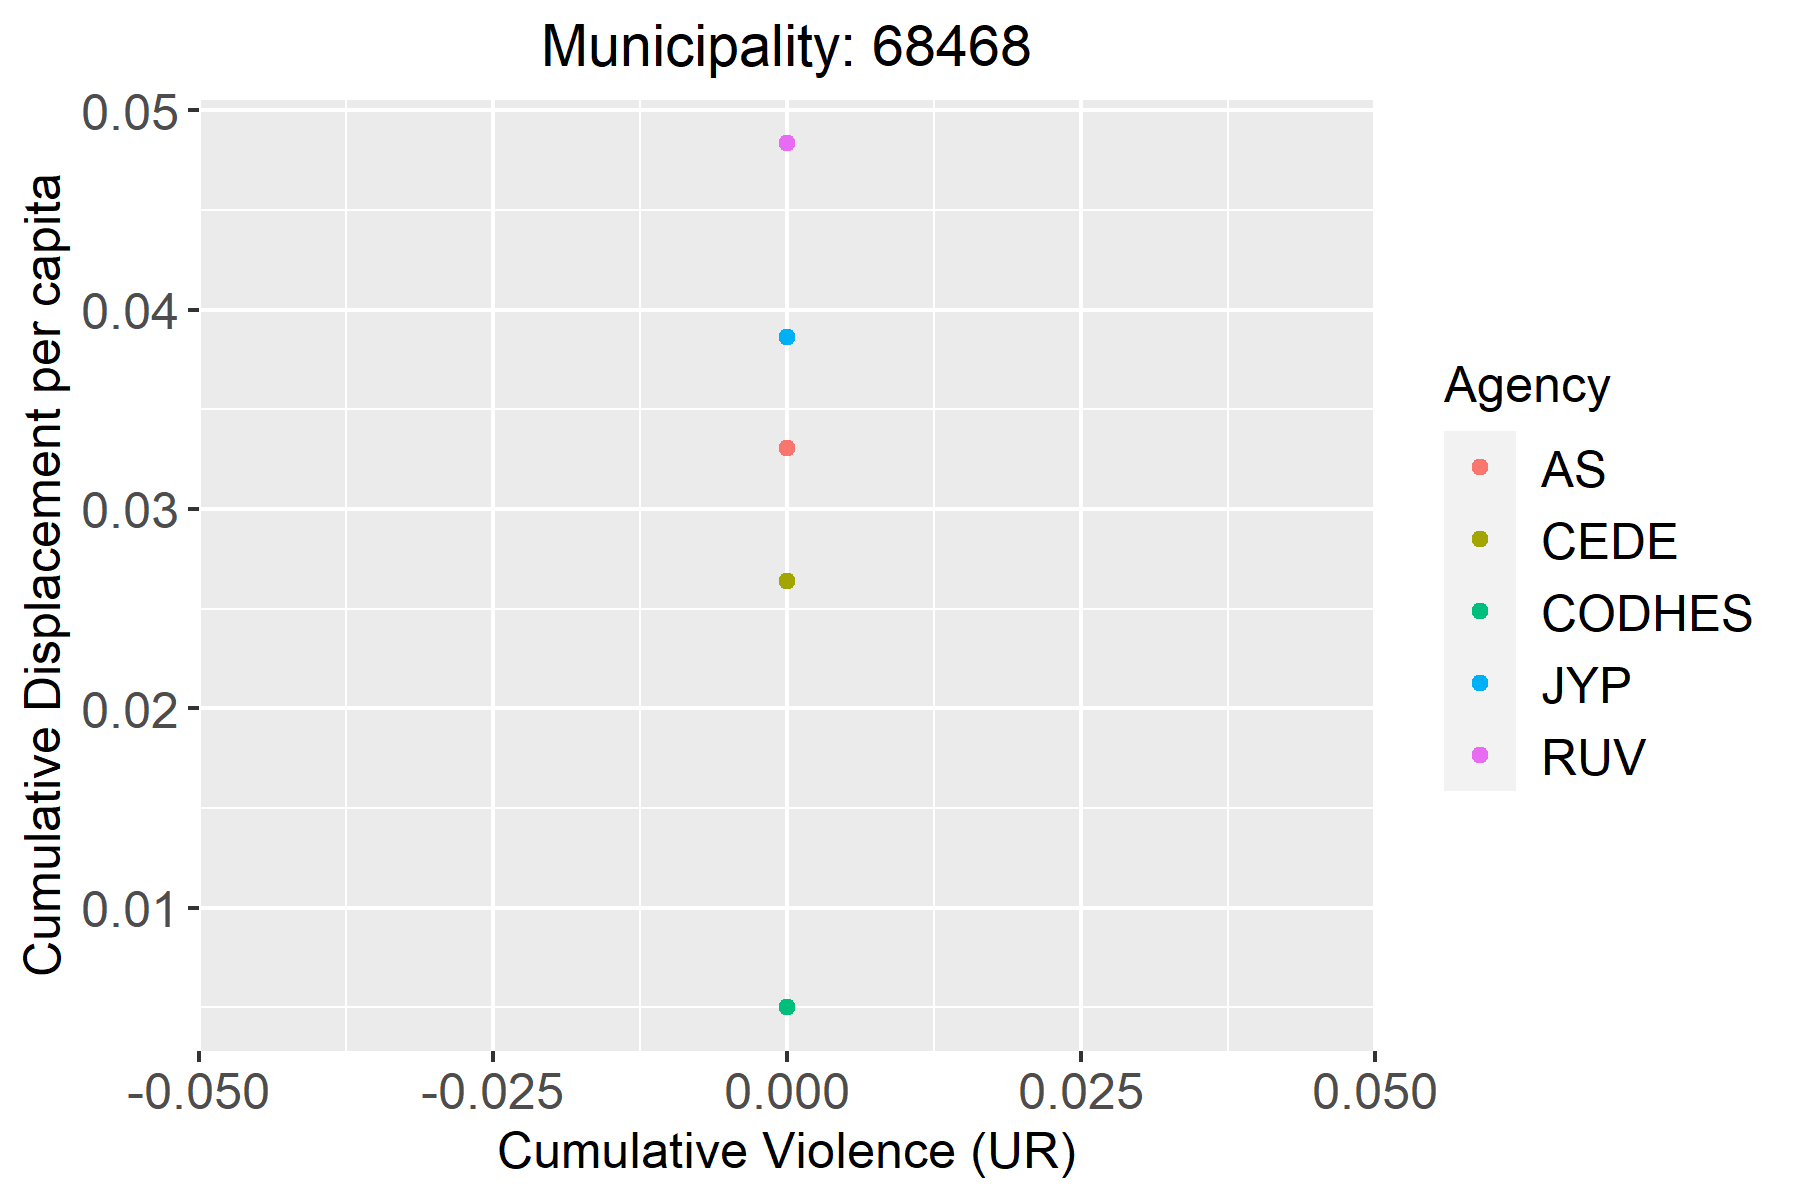 Municipality: 68468
Cumulative Displacement per capita
0.05
0.04
0.03
0.02
0.01
-0.050
-0.025
0.000
0.025
0.050
Cumulative Violence (UR)
Agency
AS
CEDE
CODHES
JYP
RUV